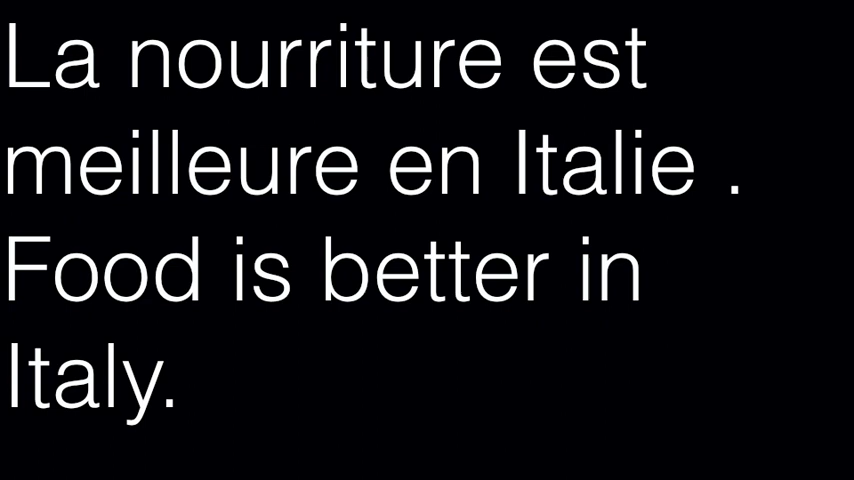 La nourriture est
meilleure en Italie .
Food is better in
Italy.